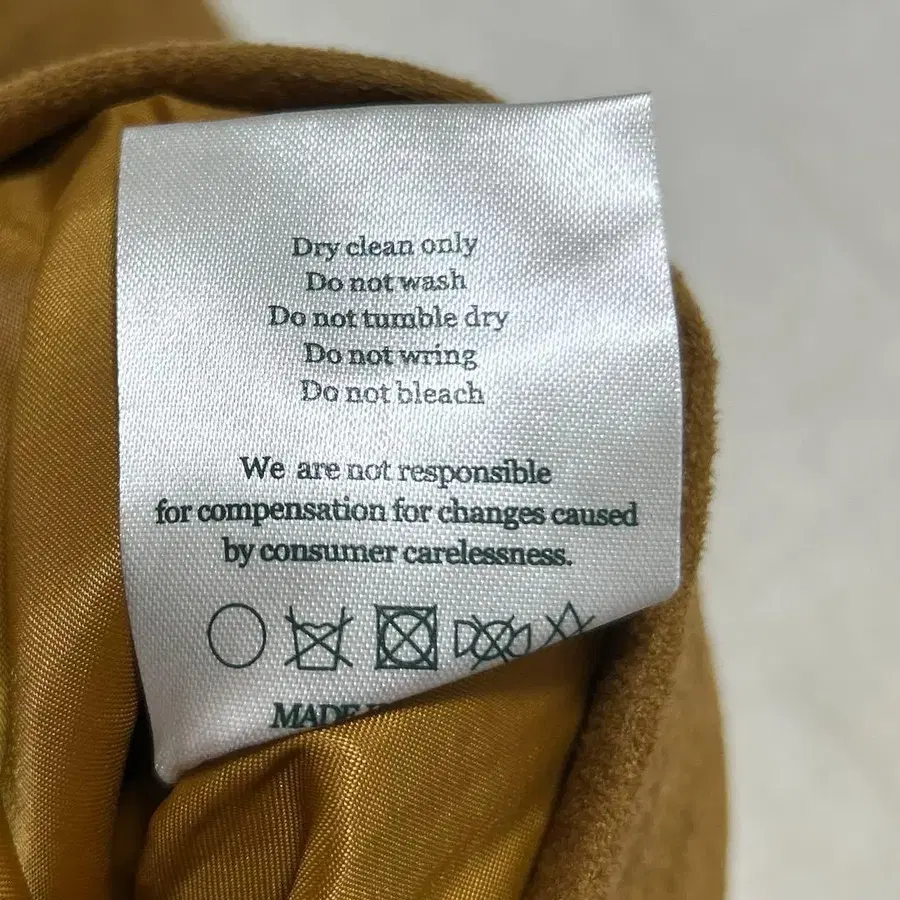 Dry clean only
Do not wash
Do not tumble dry
Do not wring
Do not bleach
We are not responsible
for compensation for changes caused
by consumer carelessness.
MADE